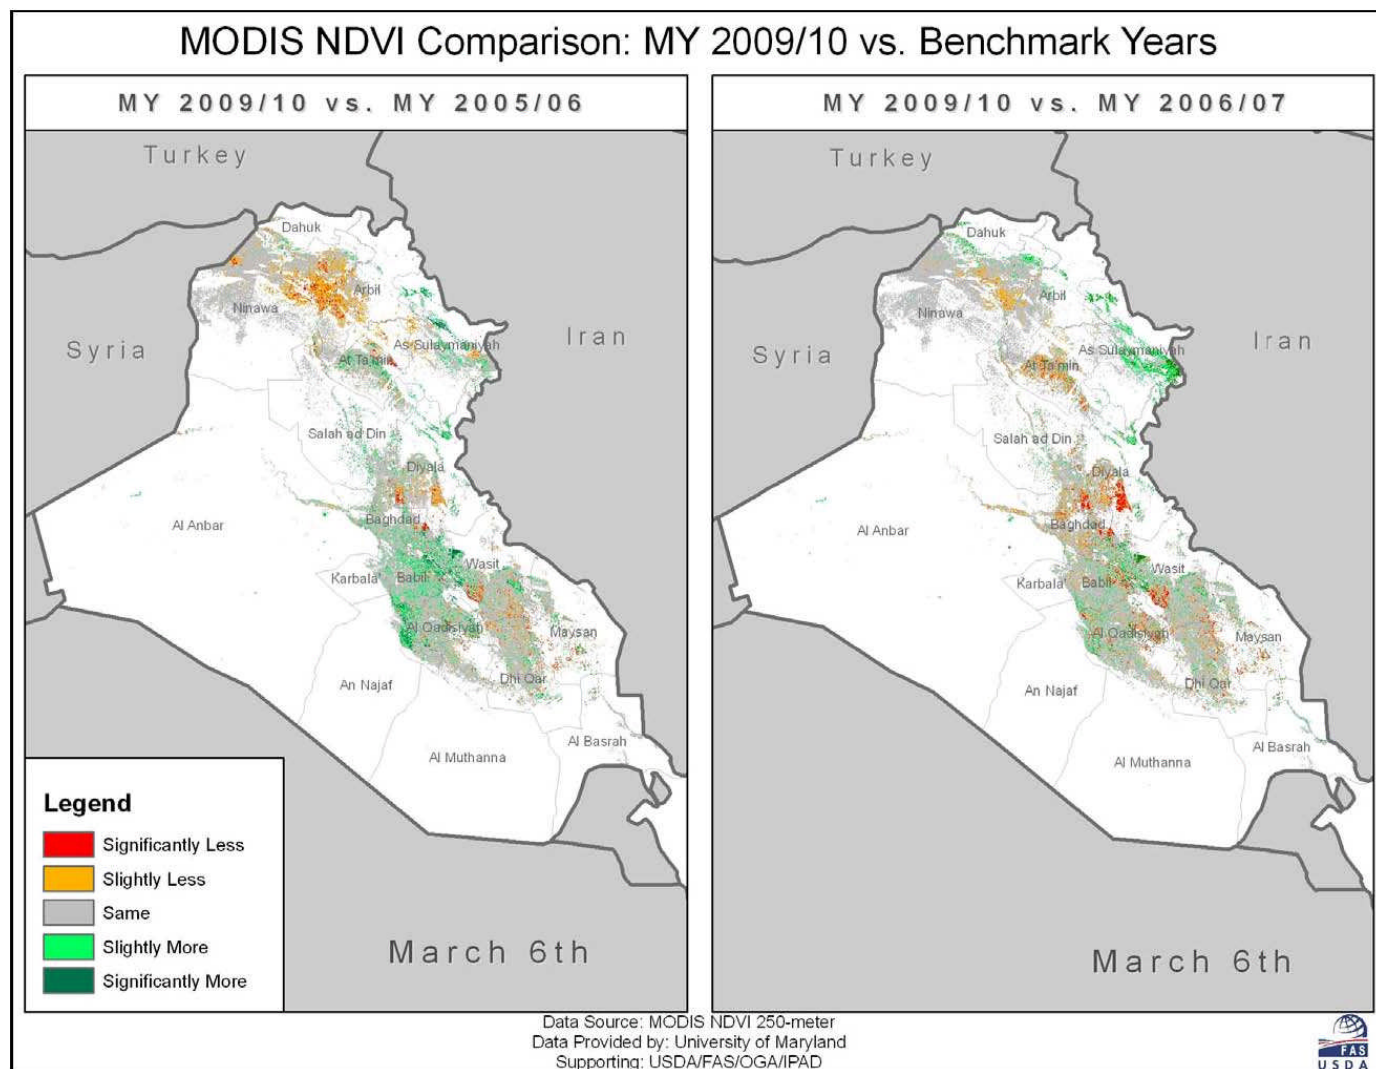 MODIS NDVI Comparison: MY 2009/10 vs. Benchmark Years
MY 2009/10 vs. MY 2005/06
Turkey
Dahuk
Arbil
Ninawa
Syria
Iran
As Sulaymaniyah
At Ta'min
Salah ad Din
Diyala
Al Anbar
Baghdad
Wasit
Karbala
Babil
Al Qadisiyah
Maysan
An Najaf
Dhi Qar
Al Basrah
Al Muthanna
Legend
Significantly Less
Slightly Less
Same
Slightly More
Significantly More
March 6th
MY 2009/10 vs. MY 2006/07
Turkey
Dahuk
Arbil
Ninawa
Syria
Iran
As Sulaymaniyah
At Ta'min
Salah ad Din
Diyala
Al Anbar
Baghdad
Wasit
Karbala
Babil
Al Qadisiyah
Maysan
An Najaf
Dhi Qar
Al Basrah
Al Muthanna
March 6th
Data Source: MODIS NDVI 250-meter
Data Provided by: University of Maryland
Supporting: USDA/FAS/OGA/IPAD
FAS
USDA